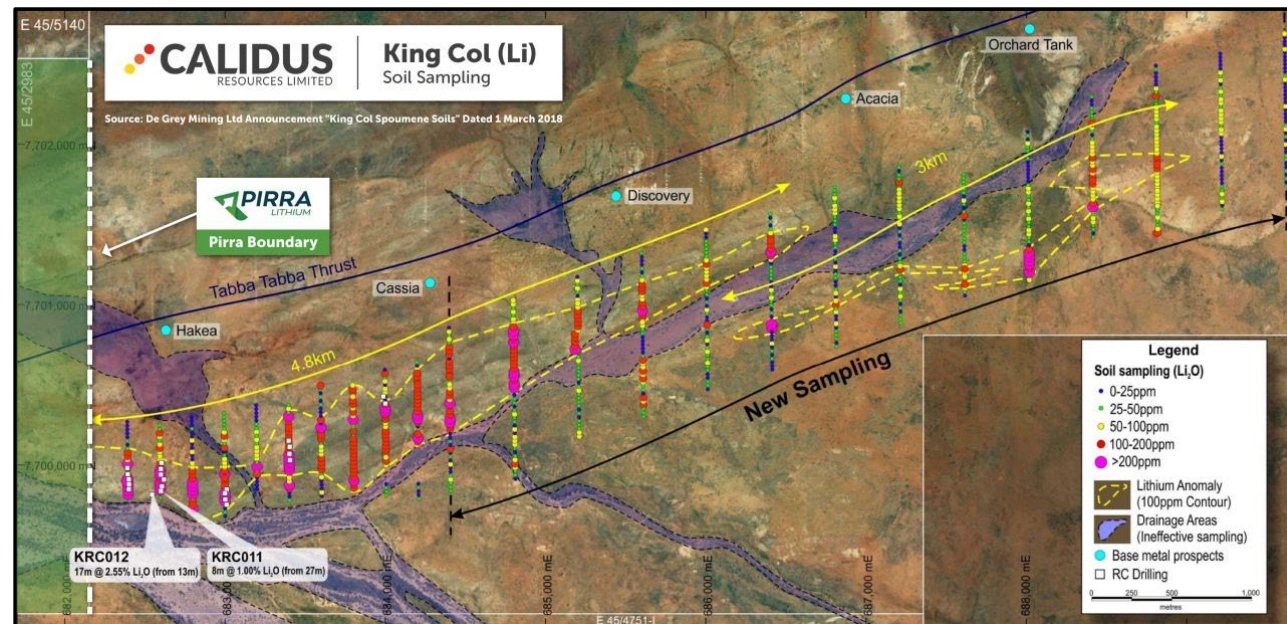 E 45/5140
E 45/2983
CALIDUS
RESOURCES LIMITED
King Col (Li)
Soil Sampling
Source: De Grey Mining Ltd Announcement "King Col Spoumene Soils" Dated 1 March 2018
Orchard Tank
Acacia
7,702,000 m
3km
PIRRA
LITHIUM
Pirra Boundary
Discovery
Tabba Tabba Thrust
Cassia
7,701,000 m
Hakea
4.8km
New Sampling
7,700,000 m
KRC012
17m @ 2.55% Li₂O (from 13m)
KRC011
8m @ 1.00% Li₂O (from 27m)
682,000 mE
683,000 mE
684,000 mE
685,000 mE
686,000 mE
687,000 mE
688,000 mE
E 45/4751-I
Legend
Soil sampling (Li₂O)
0-25ppm
25-50ppm
50-100ppm
100-200ppm
>200ppm
Lithium Anomaly
(100ppm Contour)
Drainage Areas
(Ineffective sampling)
Base metal prospects
RC Drilling
0 250 500 1,000
metres